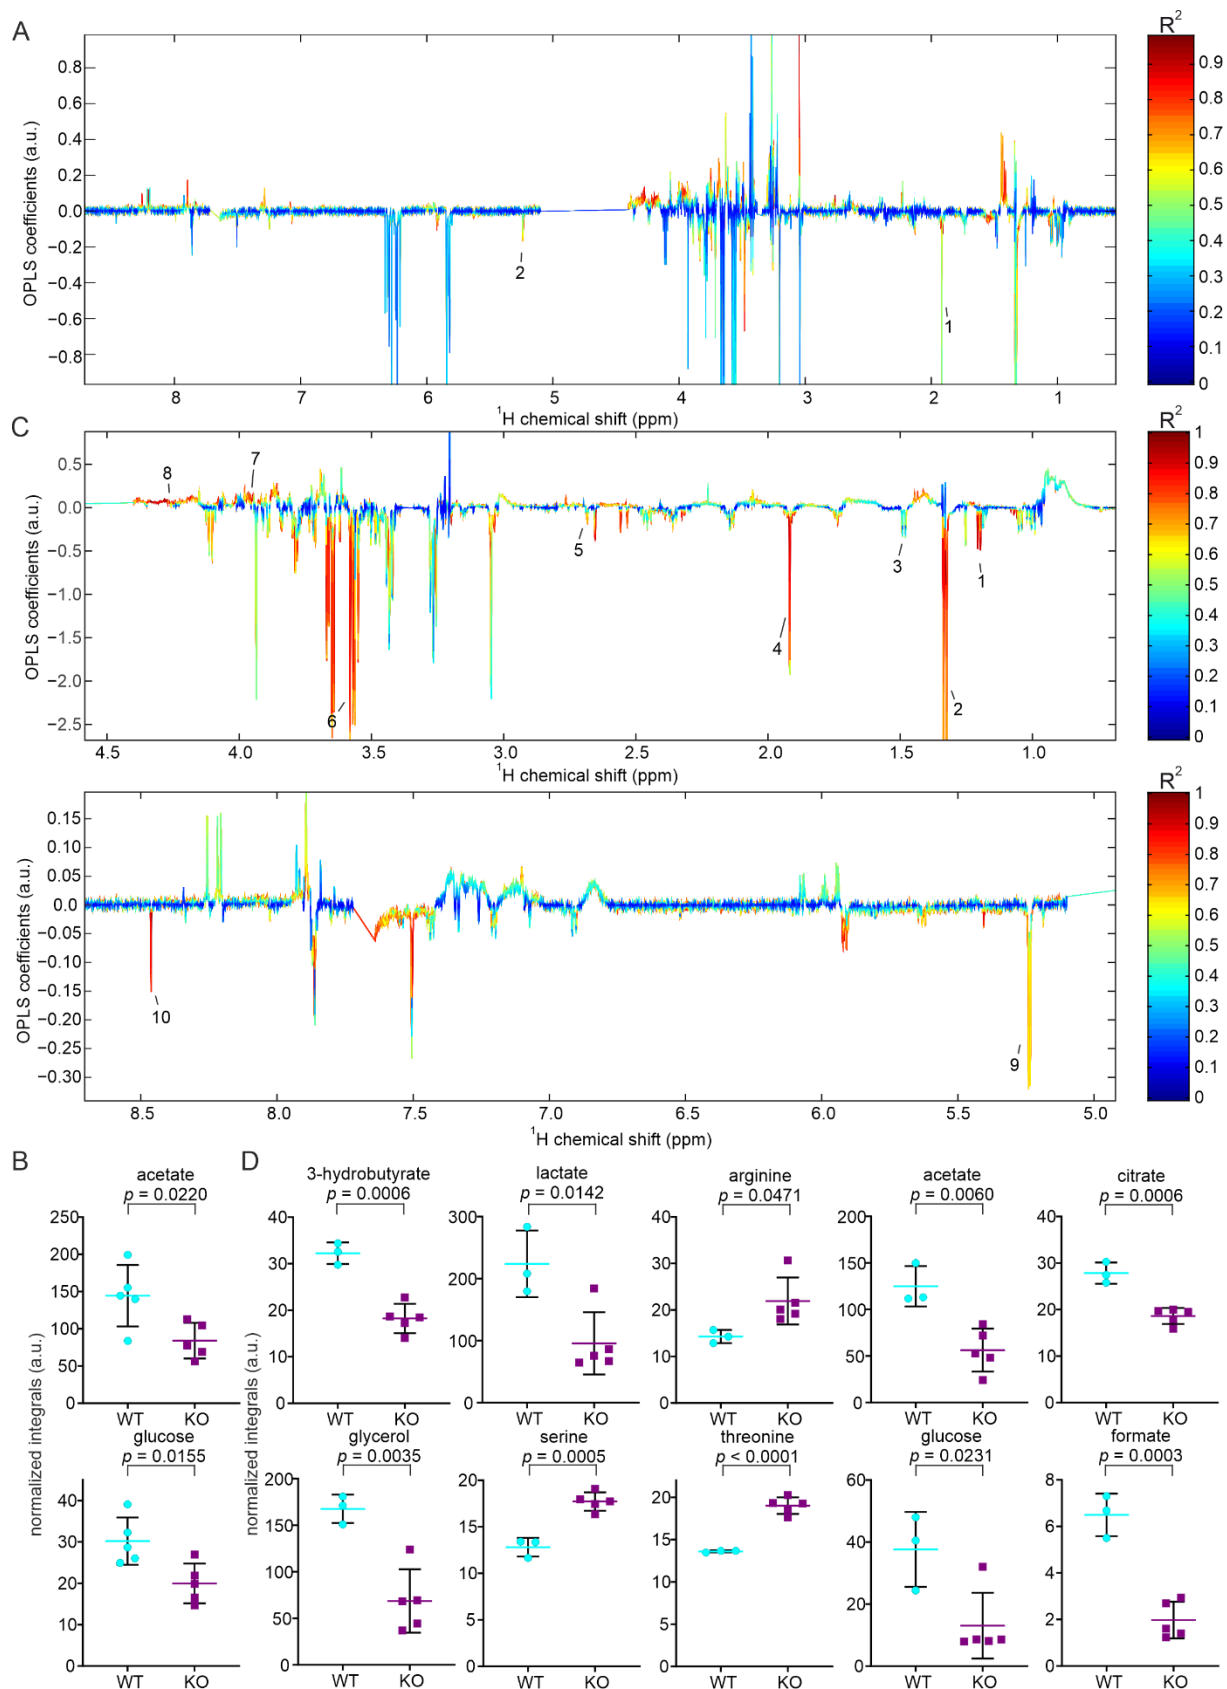 A
R²
OPLS coefficients (a.u.)
0.8
0.6
0.4
0.2
0.0
−0.2
−0.4
−0.6
−0.8
2
1
8 7 6 5 4 3 2 1
¹H chemical shift (ppm)
0.9
0.8
0.7
0.6
0.5
0.4
0.3
0.2
0.1
0
C
R²
OPLS coefficients (a.u.)
0.5
0.0
−0.5
−1.0
−1.5
−2.0
−2.5
8
7
6
5
4
3
2
1
4.5 4.0 3.5 3.0 2.5 2.0 1.5 1.0
¹H chemical shift (ppm)
1
0.9
0.8
0.7
0.6
0.5
0.4
0.3
0.2
0.1
0
R²
OPLS coefficients (a.u.)
0.15
0.10
0.05
0.0
−0.05
−0.10
−0.15
−0.20
−0.25
−0.30
10
9
8.5 8.0 7.5 7.0 6.5 6.0 5.5 5.0
¹H chemical shift (ppm)
1
0.9
0.8
0.7
0.6
0.5
0.4
0.3
0.2
0.1
0
B
normalized integrals (a.u.)
acetate
p = 0.0220
250
200
150
100
50
0
WT KO
glucose
p = 0.0155
40
30
20
10
0
WT KO
D
normalized integrals (a.u.)
3-hydrobutyrate
p = 0.0006
40
30
20
10
0
WT KO
lactate
p = 0.0142
300
200
100
0
WT KO
arginine
p = 0.0471
40
30
20
10
0
WT KO
acetate
p = 0.0060
200
150
100
50
0
WT KO
citrate
p = 0.0006
40
30
20
10
0
WT KO
glycerol
p = 0.0035
200
150
100
50
0
WT KO
serine
p = 0.0005
20
15
10
5
0
WT KO
threonine
p < 0.0001
20
15
10
5
0
WT KO
glucose
p = 0.0231
60
40
20
0
WT KO
formate
p = 0.0003
8
6
4
2
0
WT KO